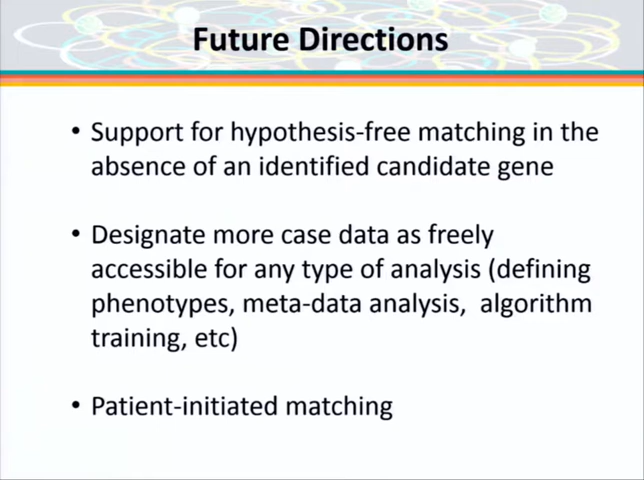 Future Directions
• Support for hypothesis-free matching in the
absence of an identified candidate gene
• Designate more case data as freely
accessible for any type of analysis (defining
phenotypes, meta-data analysis,  algorithm
training, etc)
• Patient-initiated matching